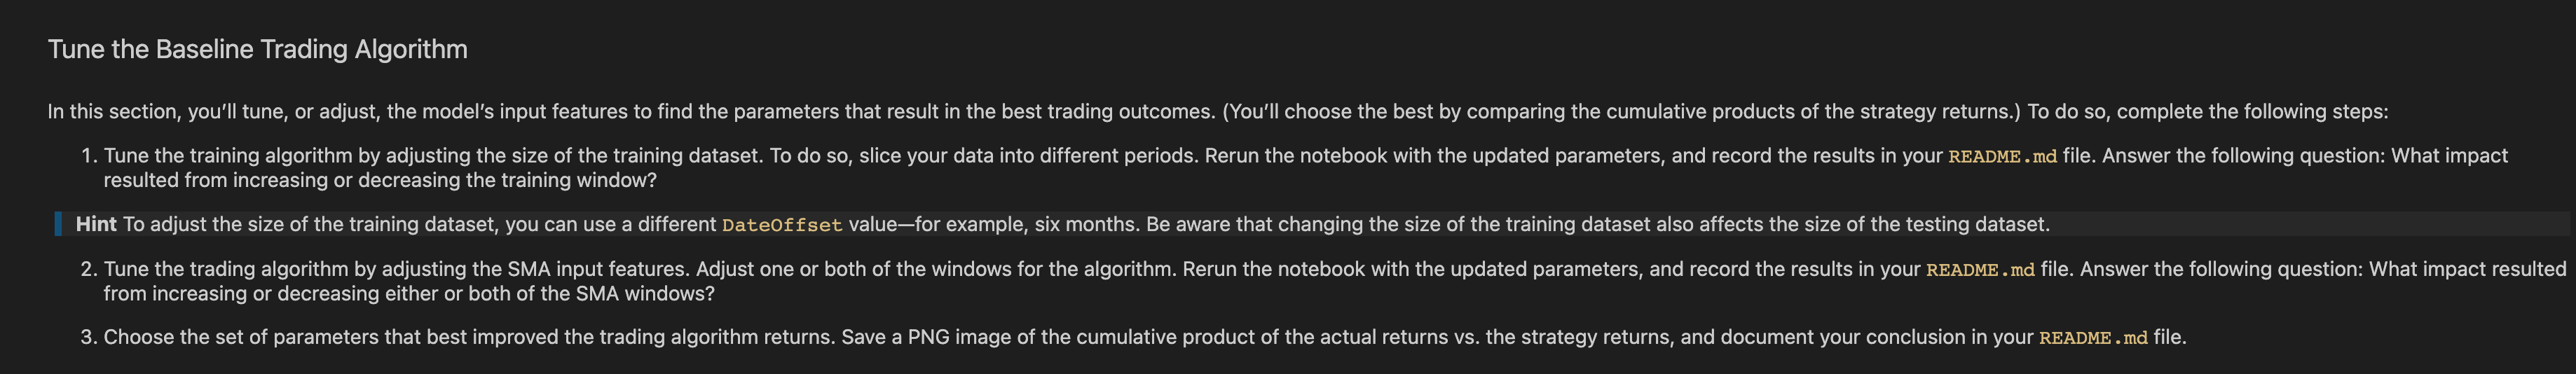 Tune the Baseline Trading Algorithm
In this section, you’ll tune, or adjust, the model’s input features to find the parameters that result in the best trading outcomes. (You’ll choose the best by comparing the cumulative products of the strategy returns.) To do so, complete the following steps:
1. Tune the training algorithm by adjusting the size of the training dataset. To do so, slice your data into different periods. Rerun the notebook with the updated parameters, and record the results in your README.md file. Answer the following question: What impact
resulted from increasing or decreasing the training window?
Hint To adjust the size of the training dataset, you can use a different DateOffset value—for example, six months. Be aware that changing the size of the training dataset also affects the size of the testing dataset.
2. Tune the trading algorithm by adjusting the SMA input features. Adjust one or both of the windows for the algorithm. Rerun the notebook with the updated parameters, and record the results in your README.md file. Answer the following question: What impact resulted
from increasing or decreasing either or both of the SMA windows?
3. Choose the set of parameters that best improved the trading algorithm returns. Save a PNG image of the cumulative product of the actual returns vs. the strategy returns, and document your conclusion in your README.md file.